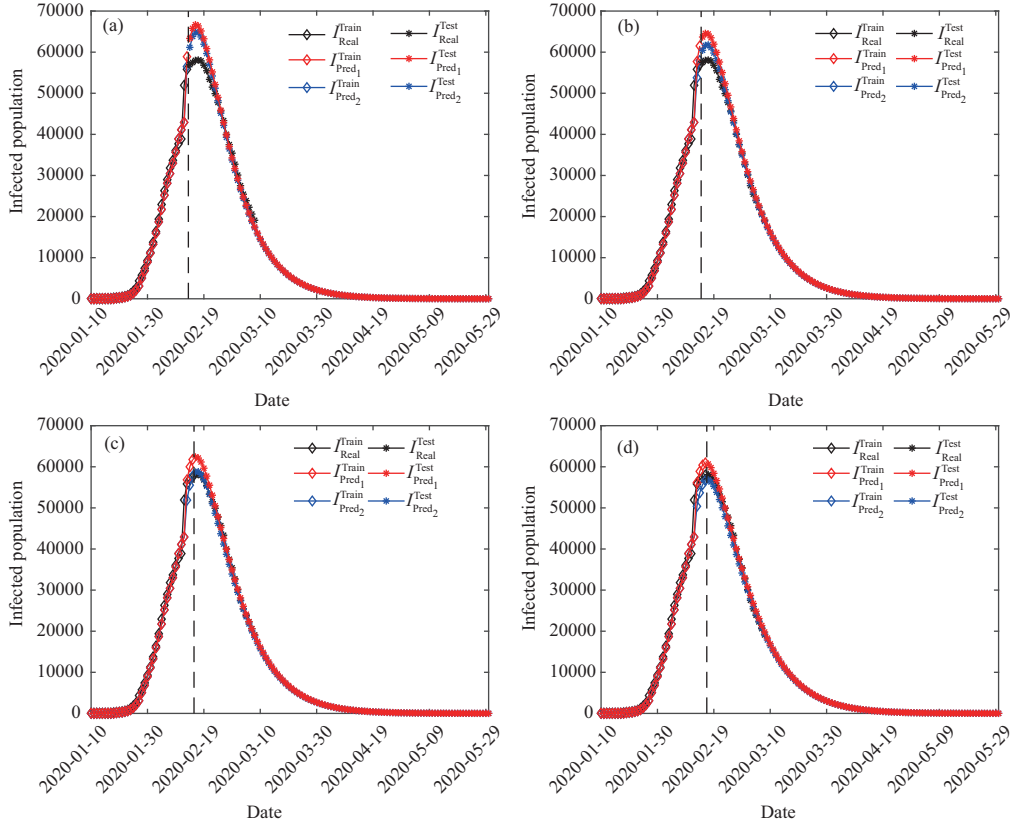 (a)
I^Train_Real I^Test_Real
I^Train_Pred1 I^Test_Pred1
I^Train_Pred2 I^Test_Pred2
Infected population
70000
60000
50000
40000
30000
20000
10000
0
2020-01-10 2020-01-30 2020-02-19 2020-03-10 2020-03-30 2020-04-19 2020-05-09 2020-05-29
Date
(b)
I^Train_Real I^Test_Real
I^Train_Pred1 I^Test_Pred1
I^Train_Pred2 I^Test_Pred2
Infected population
70000
60000
50000
40000
30000
20000
10000
0
2020-01-10 2020-01-30 2020-02-19 2020-03-10 2020-03-30 2020-04-19 2020-05-09 2020-05-29
Date
(c)
I^Train_Real I^Test_Real
I^Train_Pred1 I^Test_Pred1
I^Train_Pred2 I^Test_Pred2
Infected population
70000
60000
50000
40000
30000
20000
10000
0
2020-01-10 2020-01-30 2020-02-19 2020-03-10 2020-03-30 2020-04-19 2020-05-09 2020-05-29
Date
(d)
I^Train_Real I^Test_Real
I^Train_Pred1 I^Test_Pred1
I^Train_Pred2 I^Test_Pred2
Infected population
70000
60000
50000
40000
30000
20000
10000
0
2020-01-10 2020-01-30 2020-02-19 2020-03-10 2020-03-30 2020-04-19 2020-05-09 2020-05-29
Date